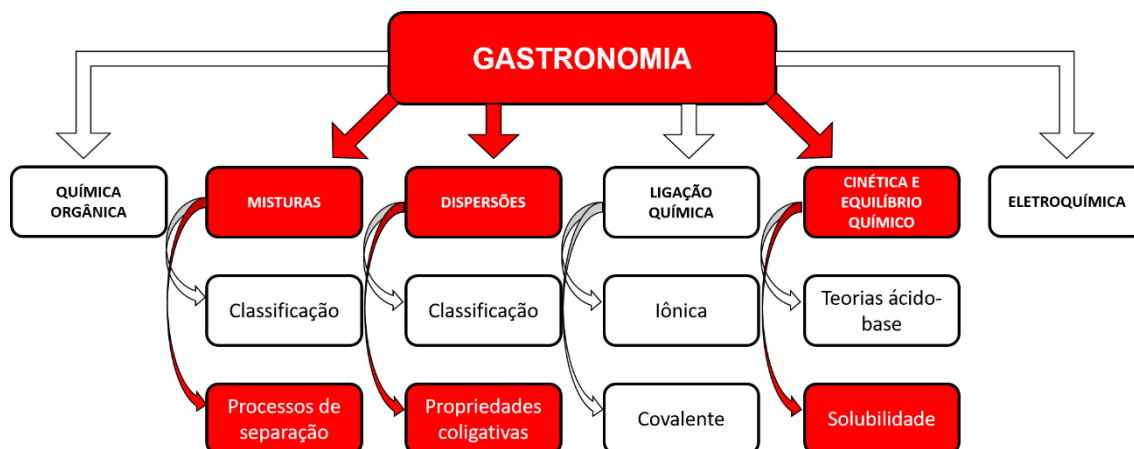 GASTRONOMIA
QUÍMICA
ORGÂNICA
MISTURAS
DISPERSÕES
LIGAÇÃO
QUÍMICA
CINÉTICA E
EQUILÍBRIO
QUÍMICO
ELETROQUÍMICA
Classificação
Classificação
Iônica
Teorias ácido-
base
Processos de
separação
Propriedades
coligativas
Covalente
Solubilidade